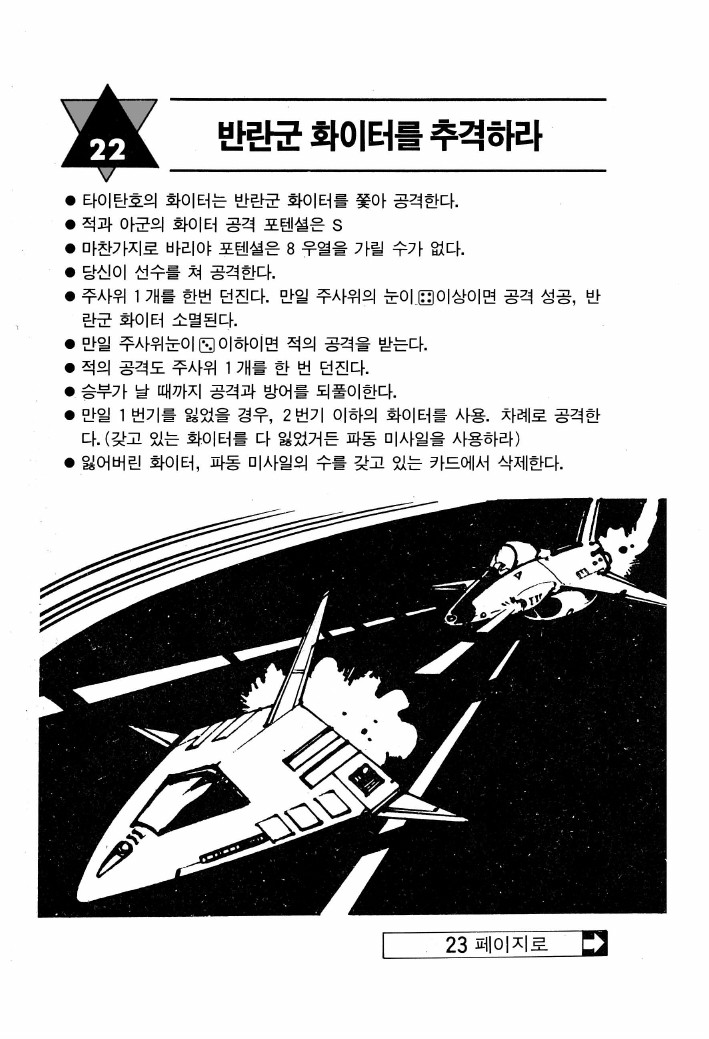 22
반란군 화이터를 추격하라
● 타이탄호의 화이터는 반란군 화이터를 쫓아 공격한다.
● 적과 아군의 화이터 공격 포텐셜은 S
● 마찬가지로 바리야 포텐셜은 8 우열을 가릴 수가 없다.
● 당신이 선수를 쳐 공격한다.
● 주사위 1개를 한번 던진다. 만일 주사위의 눈이 ⚃이상이면 공격 성공, 반
란군 화이터 소멸된다.
● 만일 주사위눈이 ⚂이하이면 적의 공격을 받는다.
● 적의 공격도 주사위 1개를 한 번 던진다.
● 승부가 날 때까지 공격과 방어를 되풀이한다.
● 만일 1번기를 잃었을 경우, 2번기 이하의 화이터를 사용. 차례로 공격한
다. (갖고 있는 화이터를 다 잃었거든 파동 미사일을 사용하라)
● 잃어버린 화이터, 파동 미사일의 수를 갖고 있는 카드에서 삭제한다.
23 페이지로